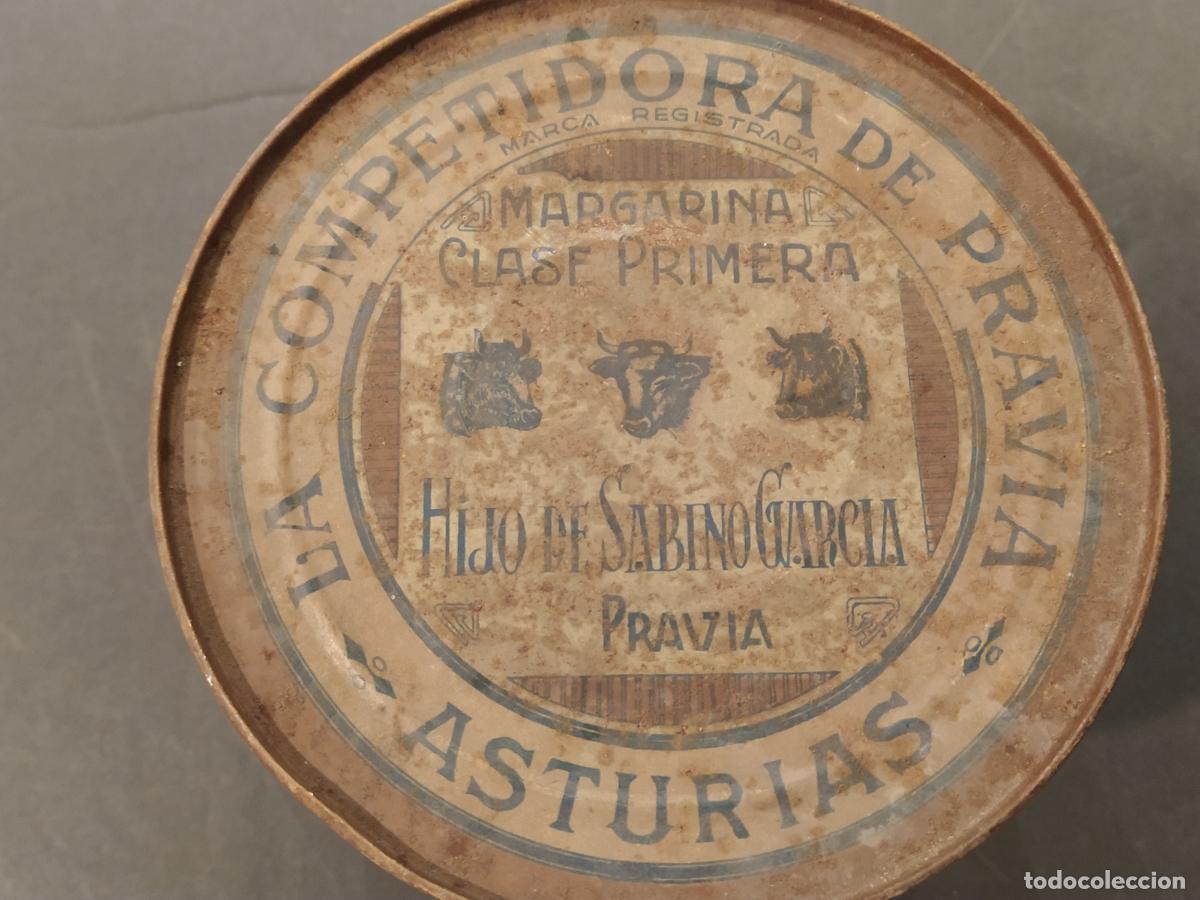 LA COMPETIDORA DE PRAVIA
MARCA REGISTRADA
MARGARINA
CLASE PRIMERA
HIJO DE SABINO GARCIA
PRAVIA
ASTURIAS
todocoleccion